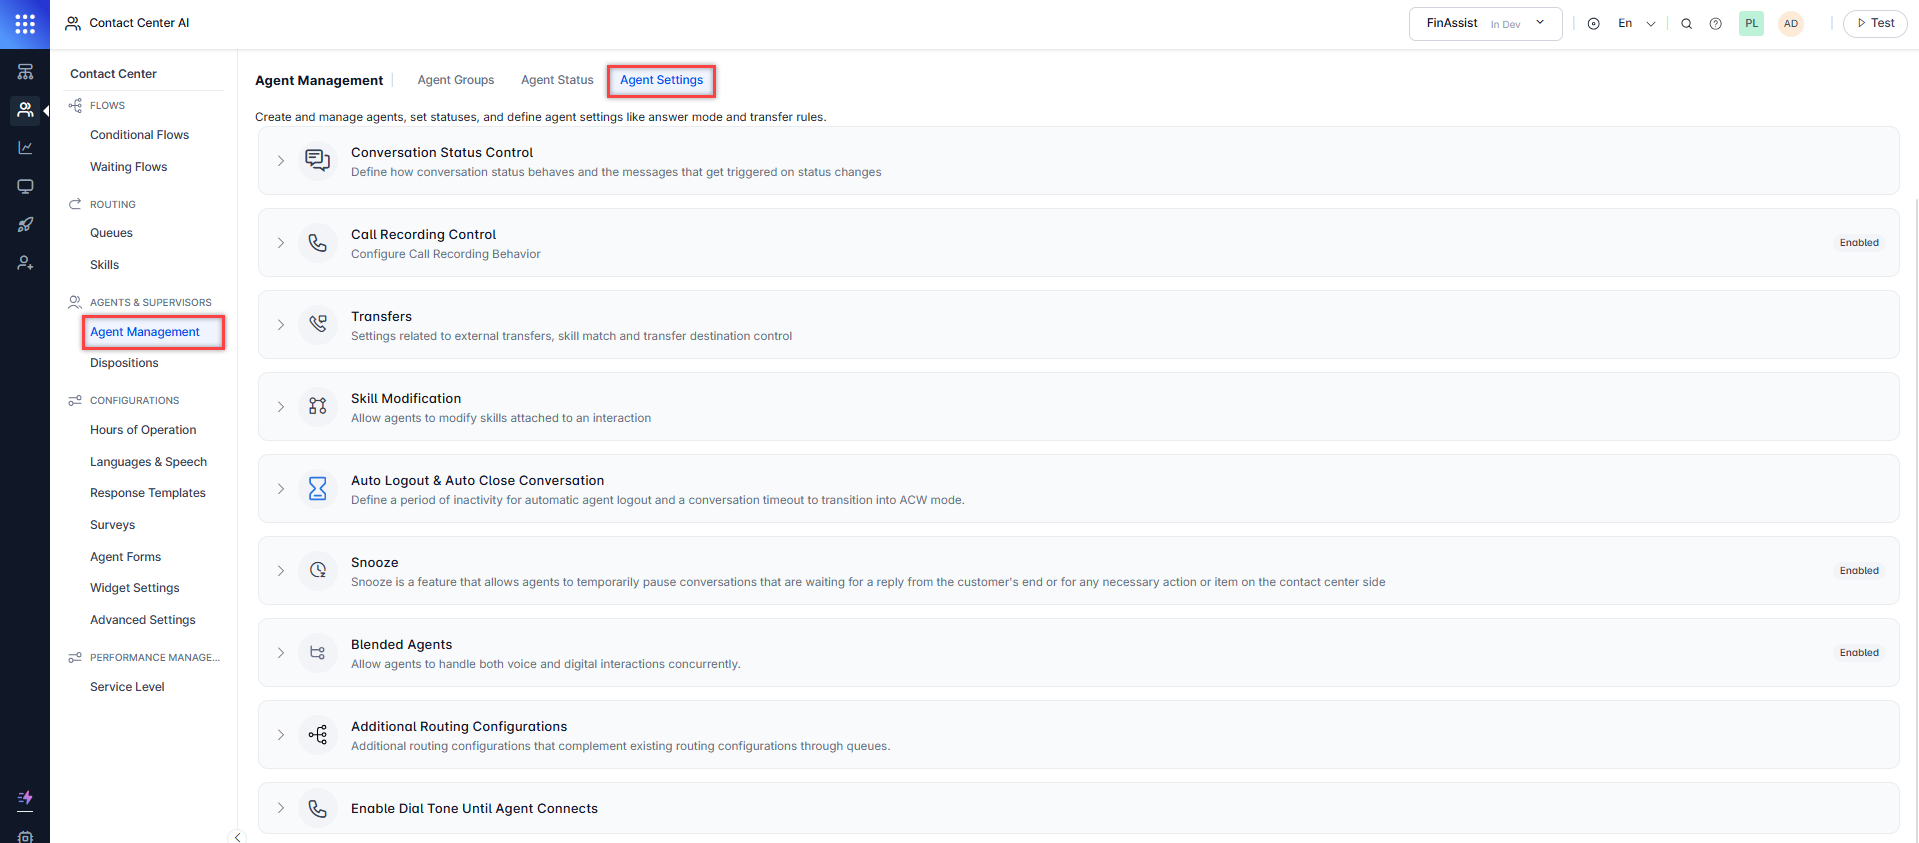 Contact Center AI
FinAssist In Dev
En
PL
AD
Test
Contact Center
FLOWS
Conditional Flows
Waiting Flows
ROUTING
Queues
Skills
AGENTS & SUPERVISORS
Agent Management
Dispositions
CONFIGURATIONS
Hours of Operation
Languages & Speech
Response Templates
Surveys
Agent Forms
Widget Settings
Advanced Settings
PERFORMANCE MANAGE...
Service Level
Agent Management
Agent Groups
Agent Status
Agent Settings
Create and manage agents, set statuses, and define agent settings like answer mode and transfer rules.
Conversation Status Control
Define how conversation status behaves and the messages that get triggered on status changes
Call Recording Control
Configure Call Recording Behavior
Enabled
Transfers
Settings related to external transfers, skill match and transfer destination control
Skill Modification
Allow agents to modify skills attached to an interaction
Auto Logout & Auto Close Conversation
Define a period of inactivity for automatic agent logout and a conversation timeout to transition into ACW mode.
Snooze
Snooze is a feature that allows agents to temporarily pause conversations that are waiting for a reply from the customer's end or for any necessary action or item on the contact center side
Enabled
Blended Agents
Allow agents to handle both voice and digital interactions concurrently.
Enabled
Additional Routing Configurations
Additional routing configurations that complement existing routing configurations through queues.
Enable Dial Tone Until Agent Connects